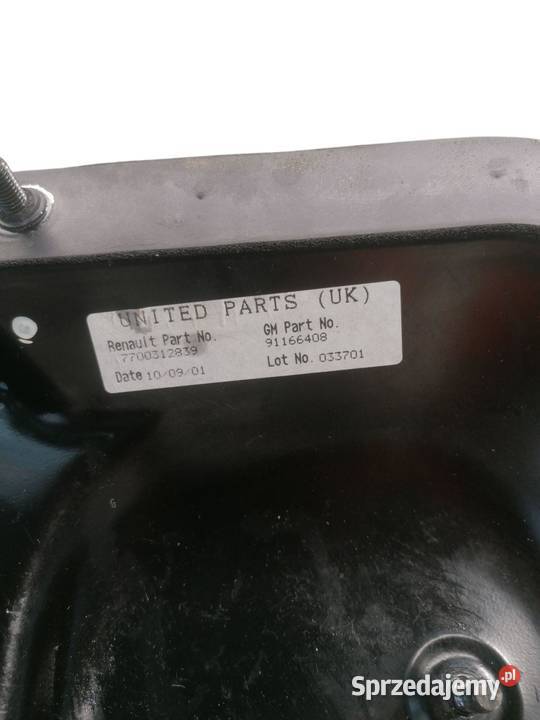 UNITED PARTS (UK)
Renault Part No.
7700312839
GM Part No.
91166408
Date 10/09/01
Lot No. 033701
Sprzedajemy.pl